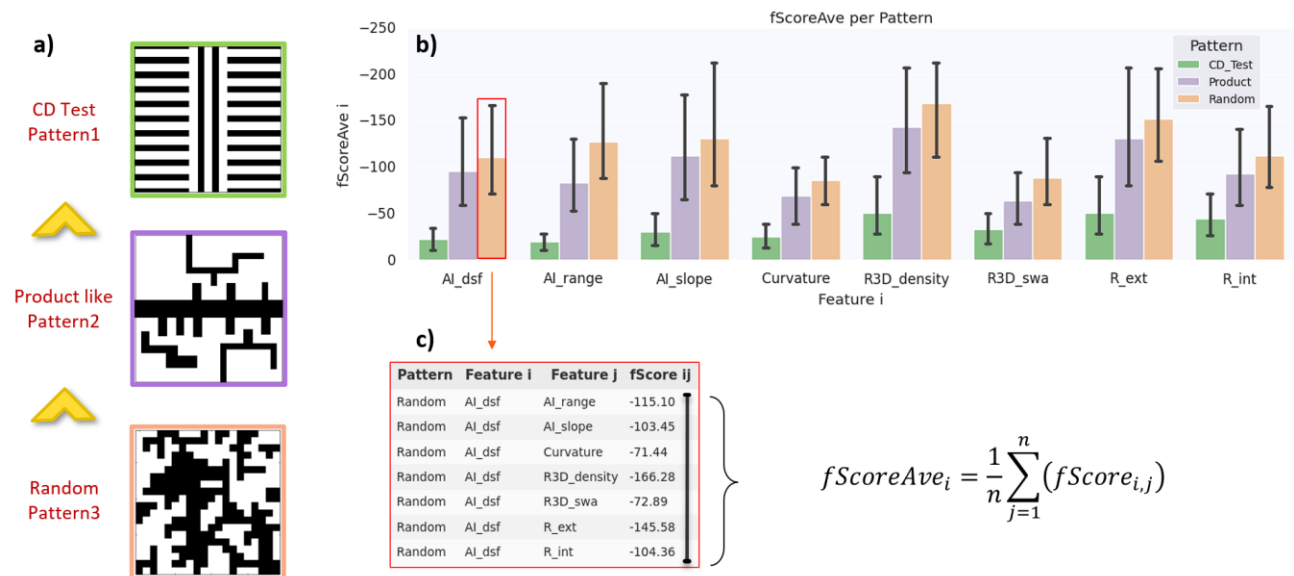 a)
CD Test
Pattern1
Product like
Pattern2
Random
Pattern3
b)
fScoreAve per Pattern
fScoreAve i
−250
−200
−150
−100
−50
0
Pattern
CD_Test
Product
Random
AI_dsf AI_range AI_slope Curvature R3D_density R3D_swa R_ext R_int
Feature i
c)
Pattern Feature i Feature j fScore ij
Random AI_dsf AI_range -115.10
Random AI_dsf AI_slope -103.45
Random AI_dsf Curvature -71.44
Random AI_dsf R3D_density -166.28
Random AI_dsf R3D_swa -72.89
Random AI_dsf R_ext -145.58
Random AI_dsf R_int -104.36
fScoreAve_i = \frac{1}{n} \sum_{j=1}^{n} (fScore_{i,j})